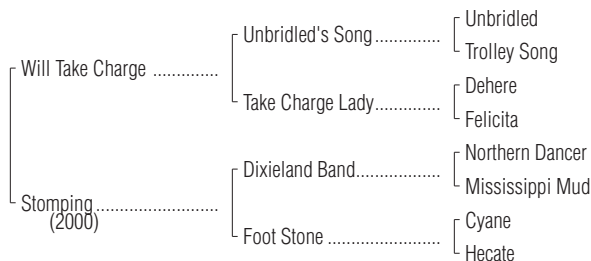 Unbridled
Unbridled's Song..............
Trolley Song
Will Take Charge ..............
Dehere
Take Charge Lady..............
Felicita
Northern Dancer
Dixieland Band..................
Mississippi Mud
Stomping..........................
(2000)
Cyane
Foot Stone ........................
Hecate